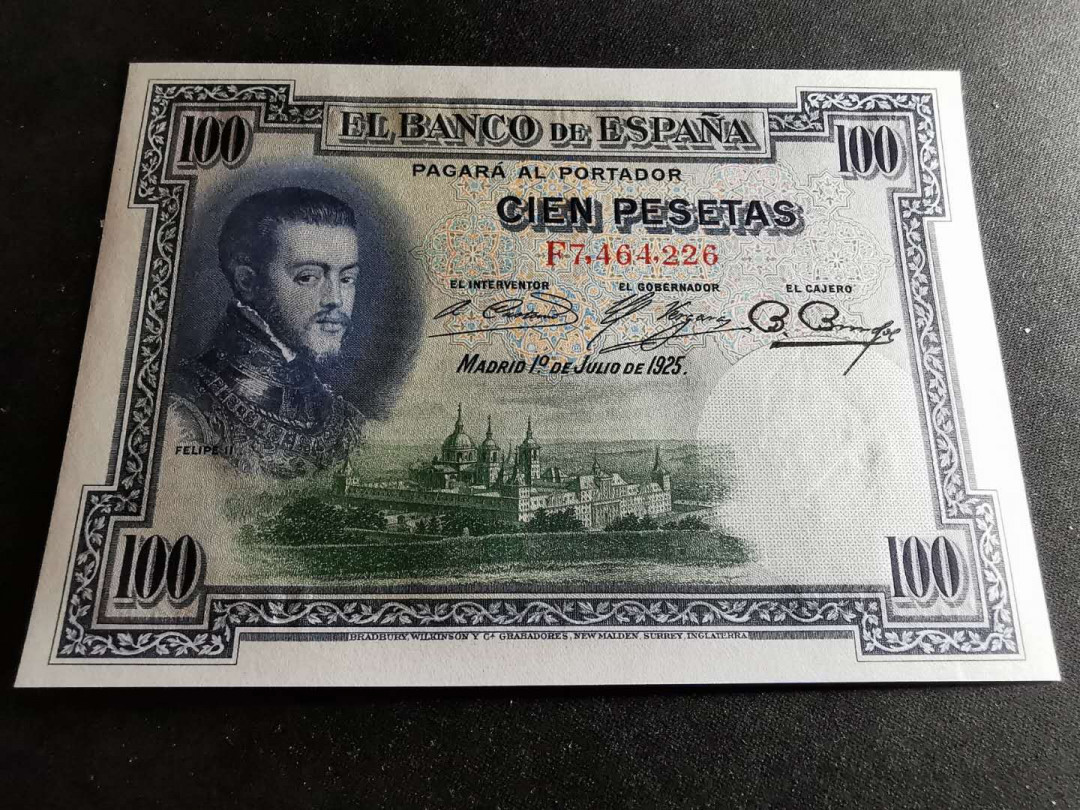 100 EL BANCO DE ESPAÑA 100
PAGARÁ AL PORTADOR
CIEN PESETAS
F7,464,226
EL INTERVENTOR EL GOBERNADOR EL CAJERO
MADRID 1º DE JULIO DE 1925.
FELIPE II
100 100
BRADBURY, WILKINSON Y Cª GRABADORES, NEW MALDEN, SURREY, INGLATERRA